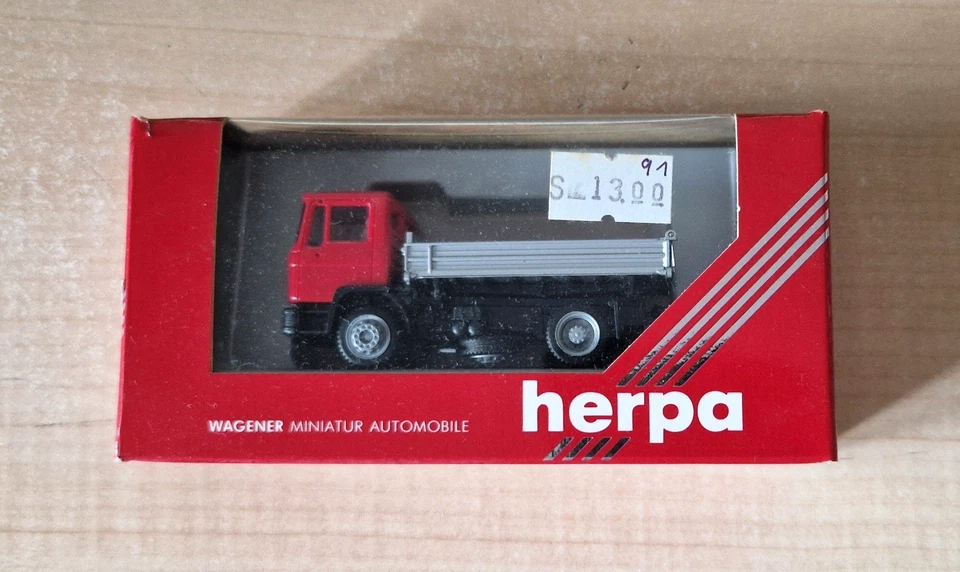 91
13.00
WAGENER MINIATUR AUTOMOBILE
herpa